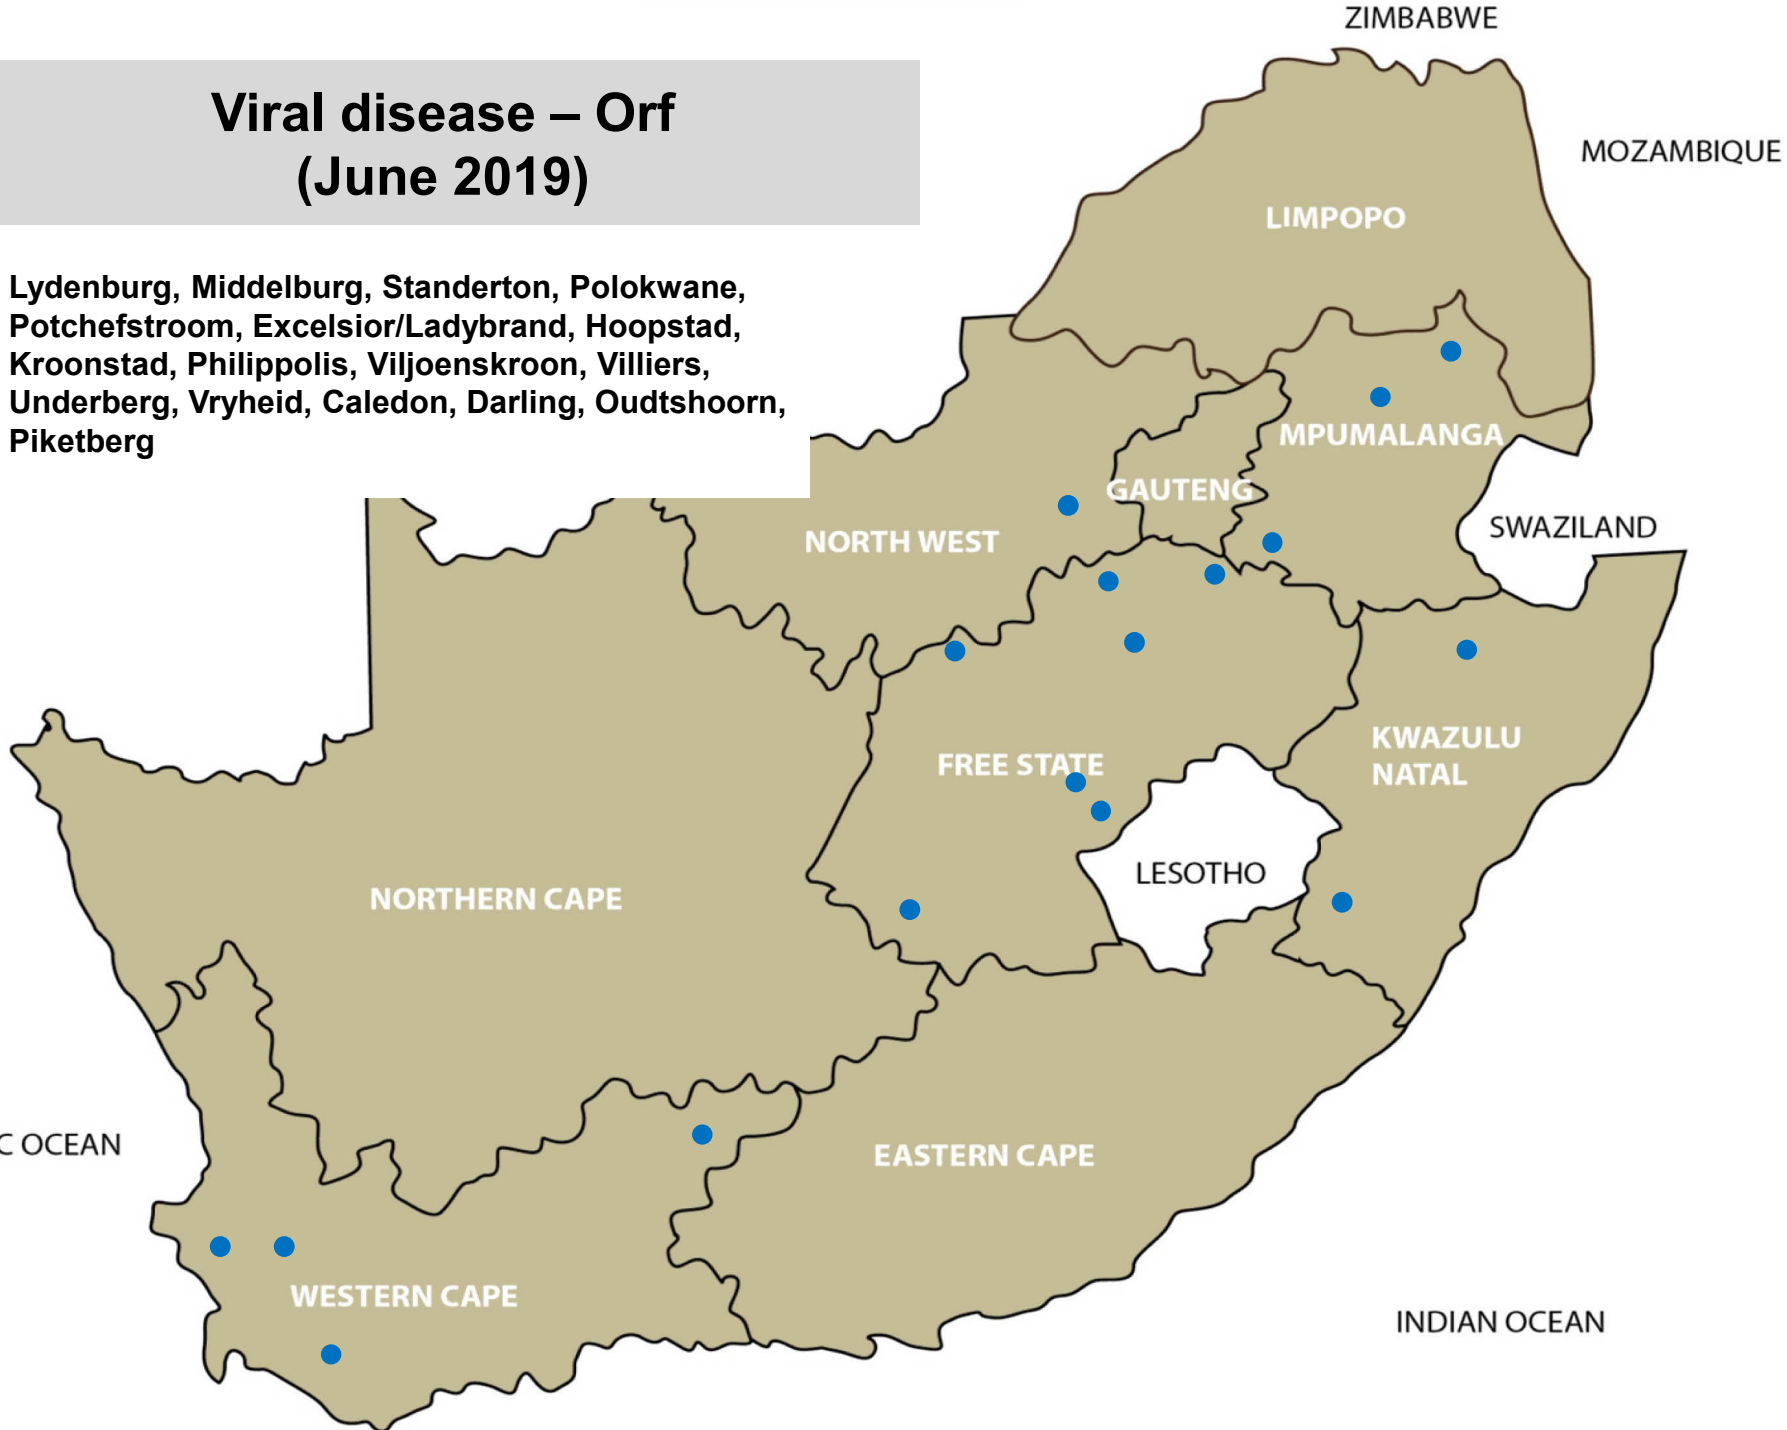 ZIMBABWE
Viral disease – Orf
(June 2019)
MOZAMBIQUE
LIMPOPO
Lydenburg, Middelburg, Standerton, Polokwane,
Potchefstroom, Excelsior/Ladybrand, Hoopstad,
Kroonstad, Philippolis, Viljoenskroon, Villiers,
Underberg, Vryheid, Caledon, Darling, Oudtshoorn,
Piketberg
MPUMALANGA
GAUTENG
SWAZILAND
NORTH WEST
KWAZULU
NATAL
FREE STATE
LESOTHO
NORTHERN CAPE
C OCEAN
EASTERN CAPE
WESTERN CAPE
INDIAN OCEAN